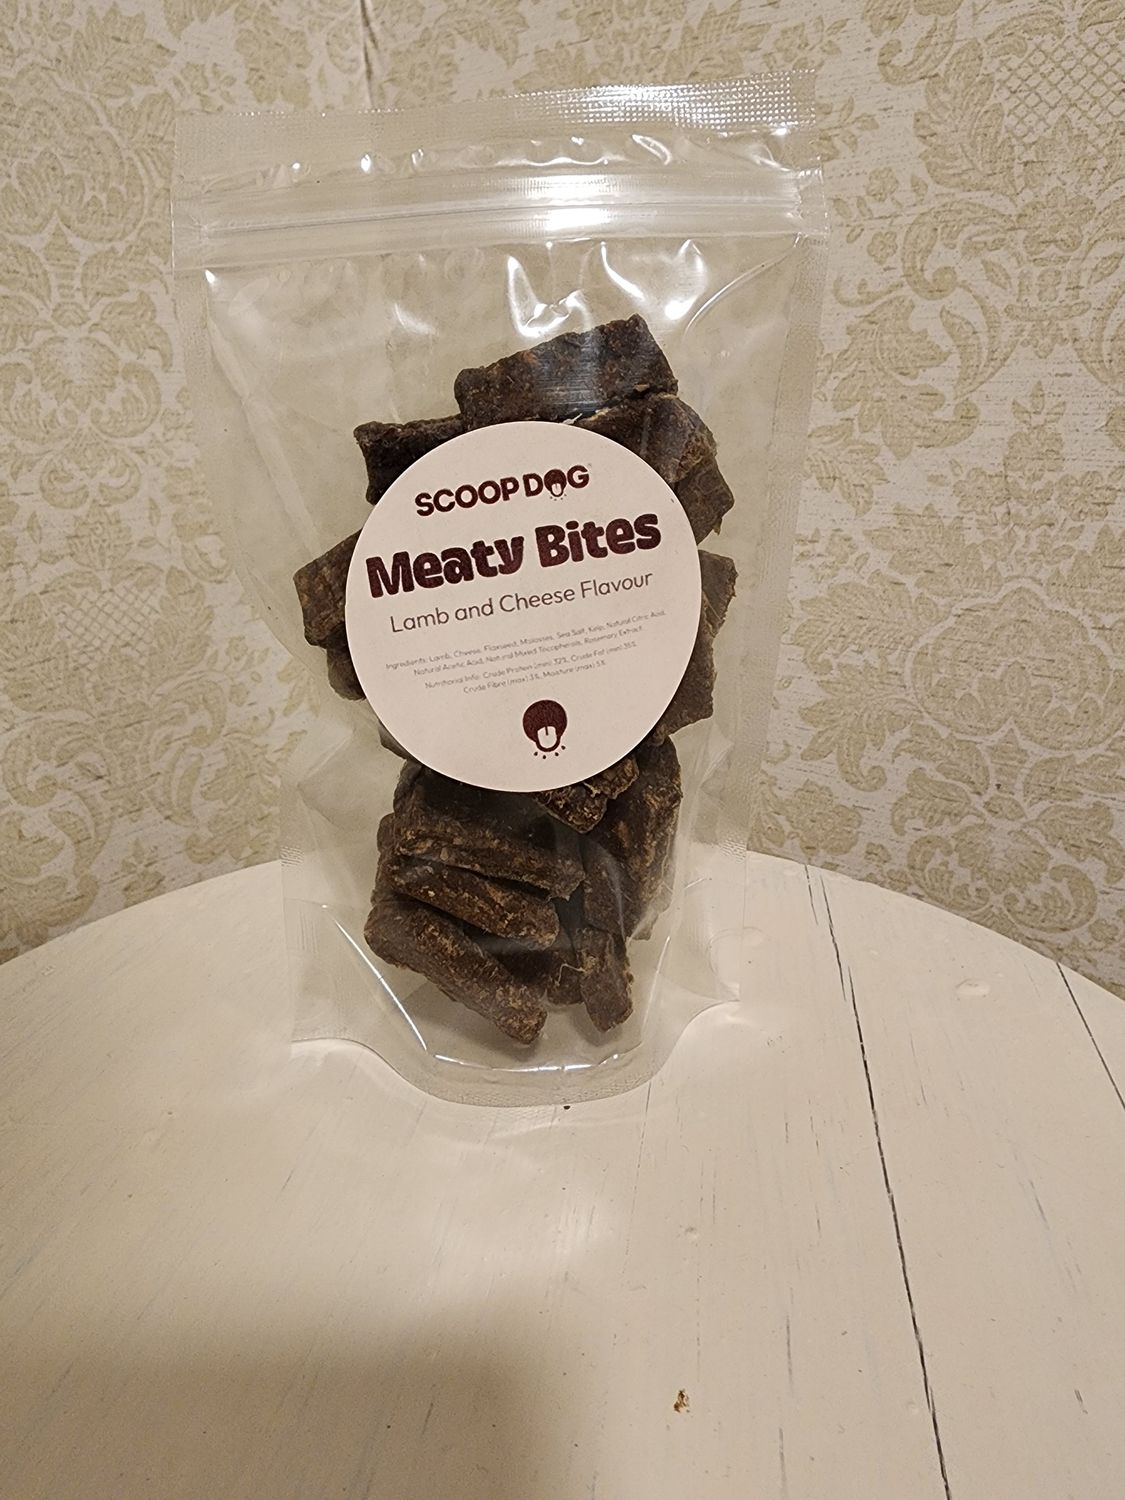 SCOOP DOG
Meaty Bites
Lamb and Cheese Flavour
Ingredients: Lamb, Cheese, Flaxseed, Molasses, Sea Salt, Kelp, Natural Citric Acid,
Natural Acetic Acid, Natural Mixed Tocopherols, Rosemary Extract.
Nutritional Info: Crude Protein (min) 32%, Crude Fat (min) 35%,
Crude Fibre (max) 3%, Moisture (max) 5%